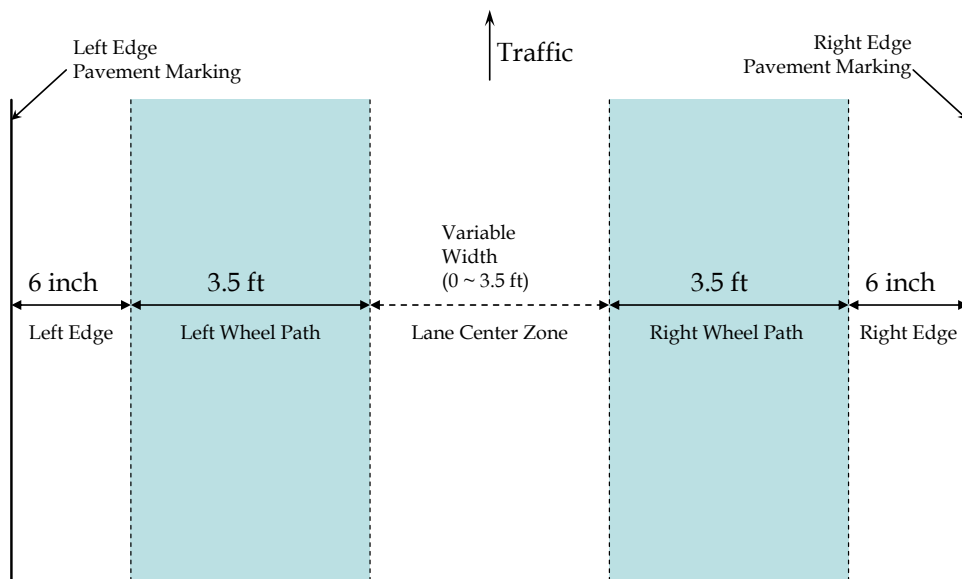 Left Edge
Pavement Marking
Traffic
Right Edge
Pavement Marking
Variable
Width
(0 ~ 3.5 ft)
6 inch
3.5 ft
3.5 ft
6 inch
Left Edge
Left Wheel Path
Lane Center Zone
Right Wheel Path
Right Edge